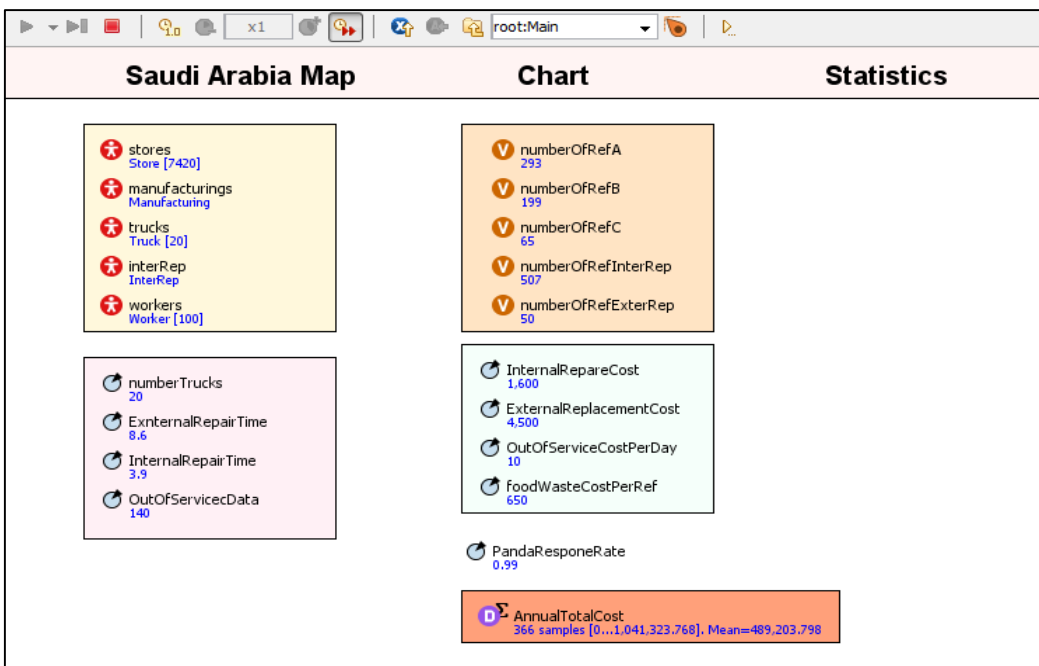 1.0 x1 root:Main
Saudi Arabia Map Chart Statistics
stores
Store [7420]
manufacturings
Manufacturing
trucks
Truck [20]
interRep
InterRep
workers
Worker [100]
numberTrucks
20
ExnternalRepairTime
8.6
InternalRepairTime
3.9
OutOfServicecData
140
V numberOfRefA
293
V numberOfRefB
199
V numberOfRefC
65
V numberOfRefInterRep
507
V numberOfRefExterRep
50
InternalRepareCost
1,600
ExternalReplacementCost
4,500
OutOfServiceCostPerDay
10
foodWasteCostPerRef
650
PandaResponeRate
0.99
D Σ AnnualTotalCost
366 samples [0...1,041,323.768]. Mean=489,203.798